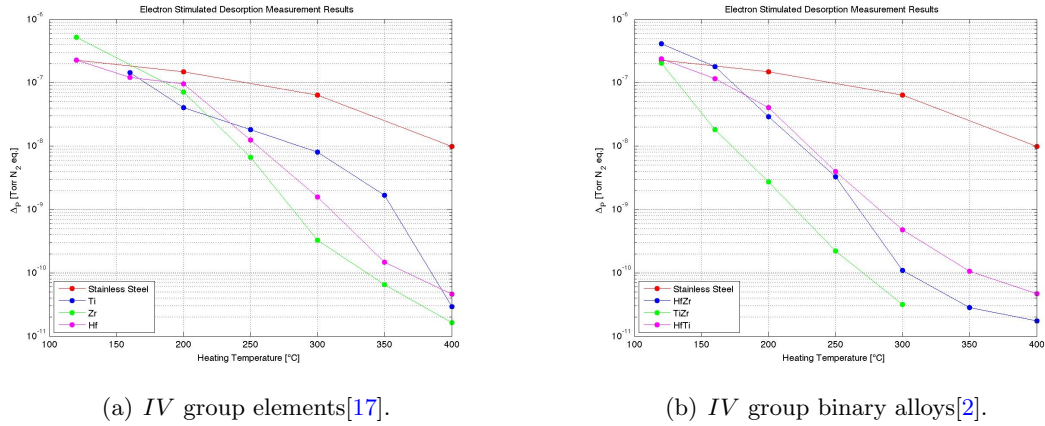 Electron Stimulated Desorption Measurement Results
10⁻⁶
10⁻⁷
10⁻⁸
10⁻⁹
10⁻¹⁰
10⁻¹¹
Δₚ [Torr N₂ eq.]
Stainless Steel
Ti
Zr
Hf
100 150 200 250 300 350 400
Heating Temperature [°C]
(a) IV group elements[17].
Electron Stimulated Desorption Measurement Results
10⁻⁶
10⁻⁷
10⁻⁸
10⁻⁹
10⁻¹⁰
10⁻¹¹
Δₚ [Torr N₂ eq.]
Stainless Steel
HfZr
TiZr
HfTi
100 150 200 250 300 350 400
Heating Temperature [°C]
(b) IV group binary alloys[2].